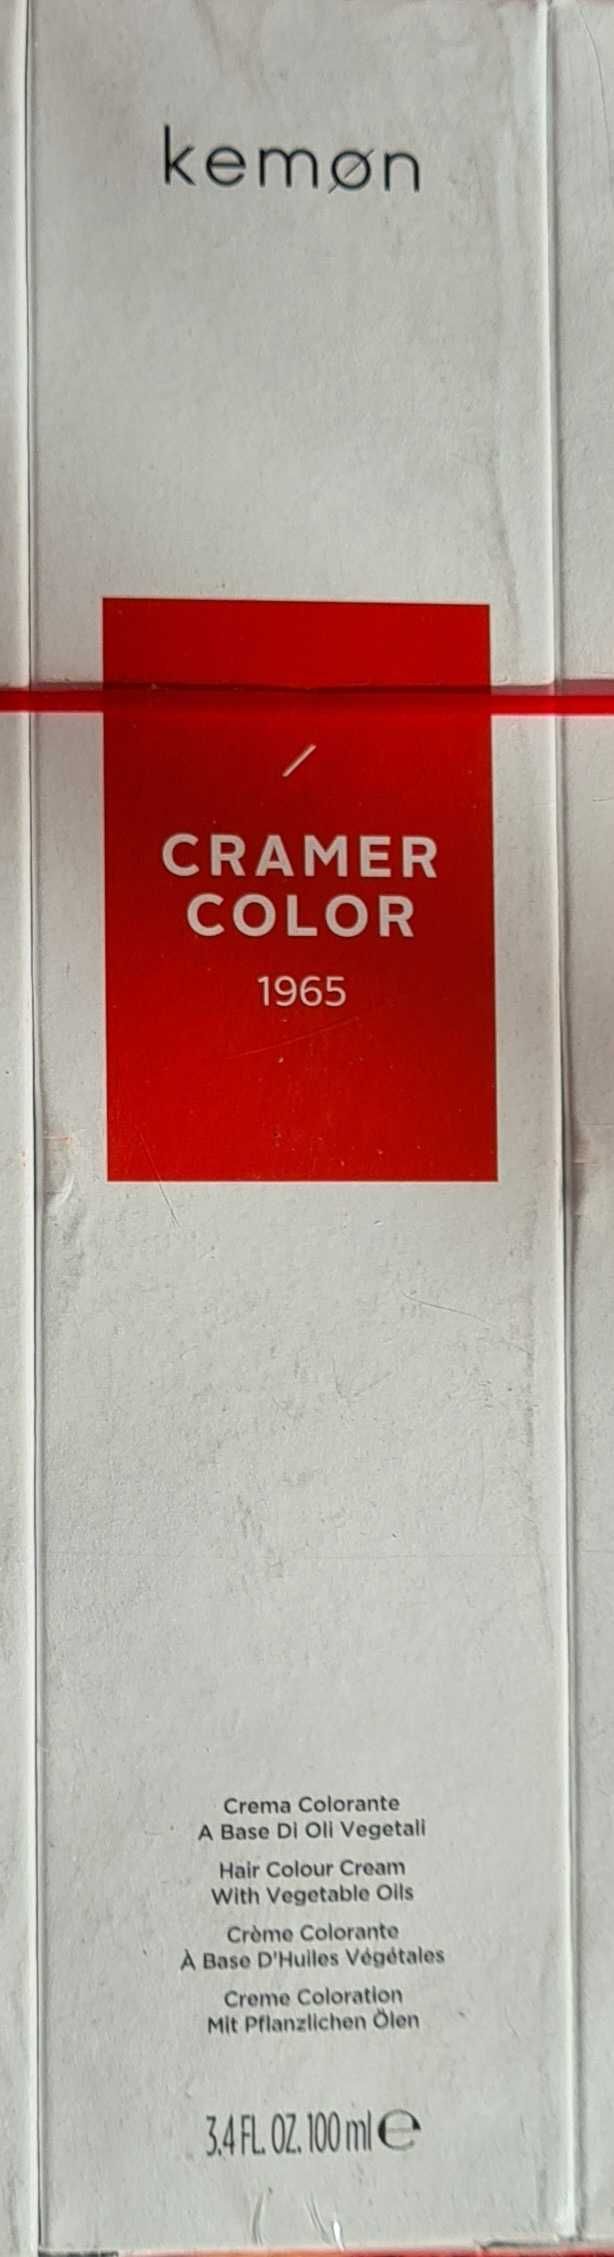 kemøn
CRAMER
COLOR
1965
Crema Colorante
A Base Di Oli Vegetali
Hair Colour Cream
With Vegetable Oils
Crème Colorante
À Base D'Huiles Végétales
Creme Coloration
Mit Pflanzlichen Ölen
3.4 FL. OZ. 100 ml ℮